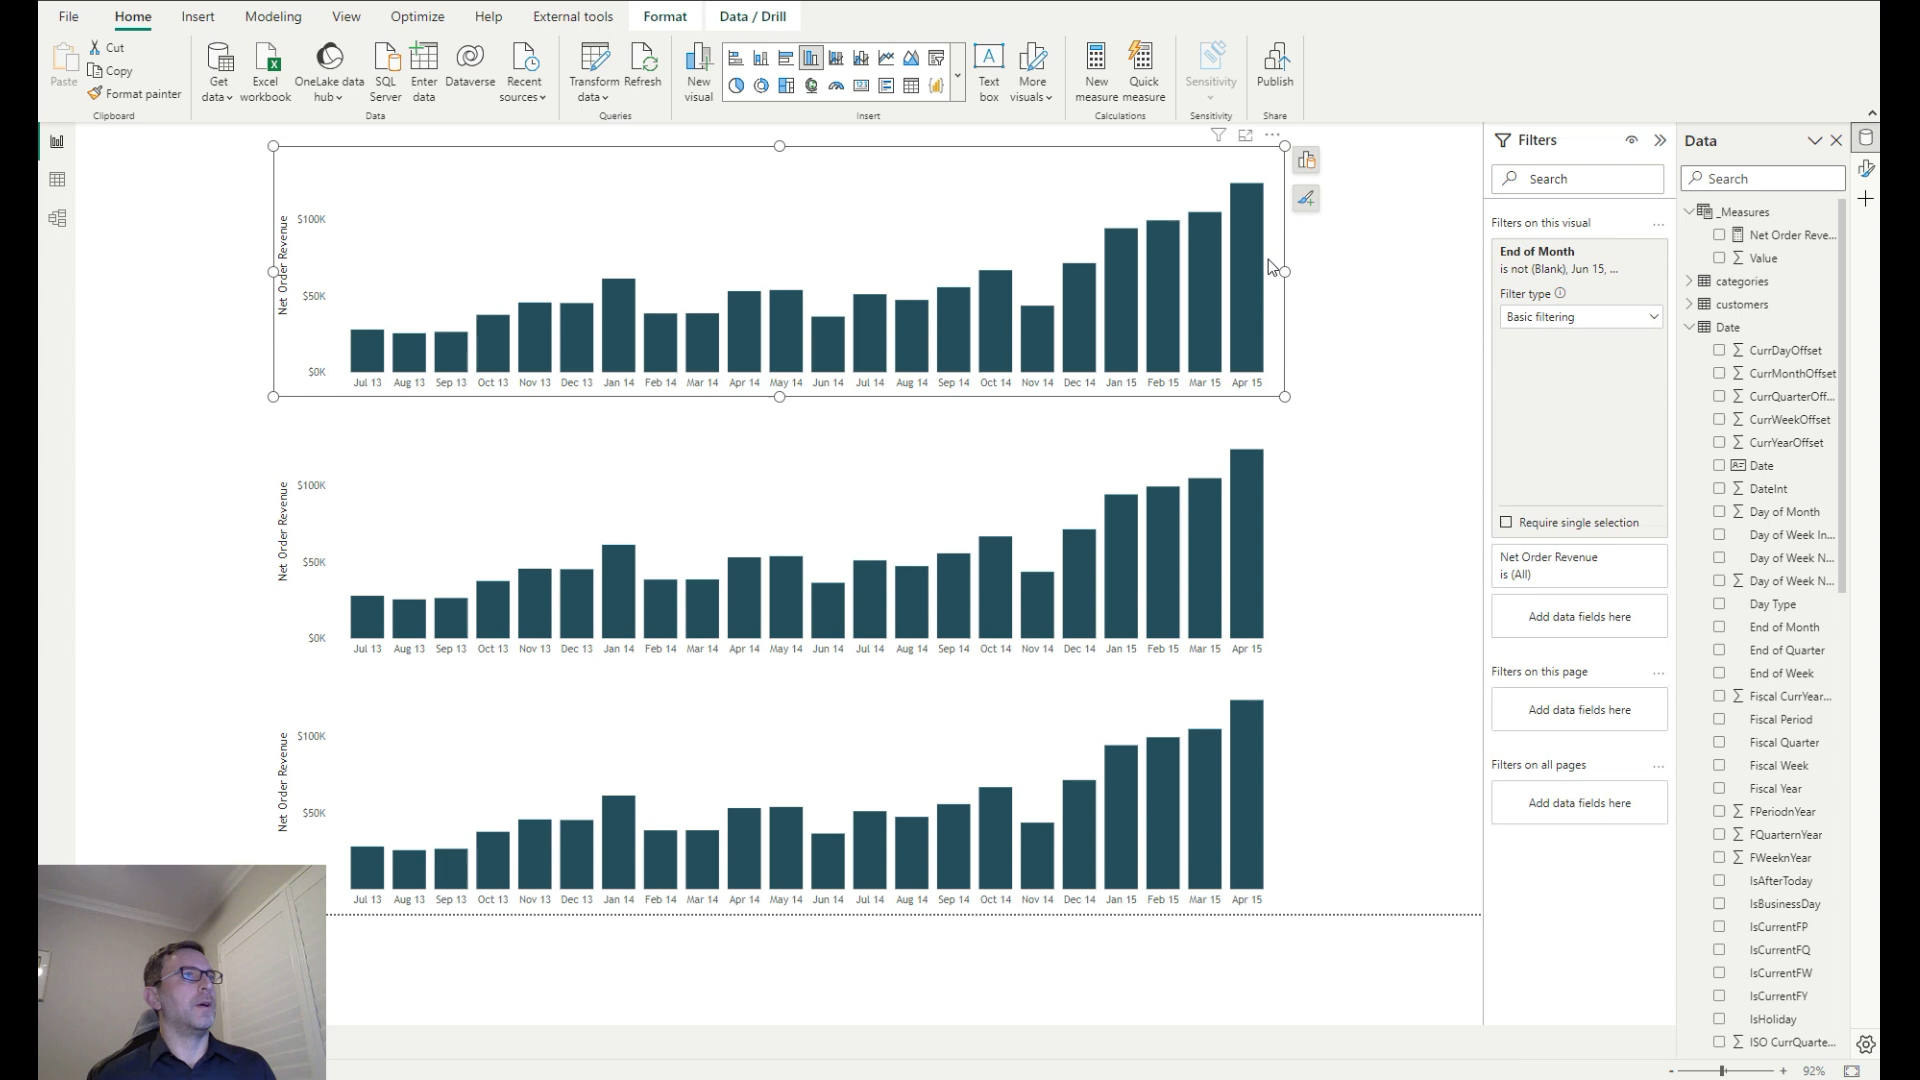 File Home Insert Modeling View Optimize Help External tools Format Data / Drill
Paste
Cut
Copy
Format painter
Clipboard
Get data
Excel workbook
OneLake data hub
SQL Server
Enter data
Dataverse
Recent sources
Data
Transform data
Refresh
Queries
New visual
Text box
More visuals
Insert
New measure
Quick measure
Calculations
Sensitivity
Sensitivity
Publish
Share
Net Order Revenue
$100K
$50K
$0K
Jul 13 Aug 13 Sep 13 Oct 13 Nov 13 Dec 13 Jan 14 Feb 14 Mar 14 Apr 14 May 14 Jun 14 Jul 14 Aug 14 Sep 14 Oct 14 Nov 14 Dec 14 Jan 15 Feb 15 Mar 15 Apr 15
Net Order Revenue
$100K
$50K
$0K
Jul 13 Aug 13 Sep 13 Oct 13 Nov 13 Dec 13 Jan 14 Feb 14 Mar 14 Apr 14 May 14 Jun 14 Jul 14 Aug 14 Sep 14 Oct 14 Nov 14 Dec 14 Jan 15 Feb 15 Mar 15 Apr 15
Net Order Revenue
$100K
$50K
Jul 13 Aug 13 Sep 13 Oct 13 Nov 13 Dec 13 Jan 14 Feb 14 Mar 14 Apr 14 May 14 Jun 14 Jul 14 Aug 14 Sep 14 Oct 14 Nov 14 Dec 14 Jan 15 Feb 15 Mar 15 Apr 15
Filters
Search
Filters on this visual ...
End of Month
is not (Blank), Jun 15, ...
Filter type
Basic filtering
Require single selection
Net Order Revenue
is (All)
Add data fields here
Filters on this page ...
Add data fields here
Filters on all pages ...
Add data fields here
Data
Search
_Measures
Net Order Reve...
Value
categories
customers
Date
CurrDayOffset
CurrMonthOffset
CurrQuarterOff...
CurrWeekOffset
CurrYearOffset
Date
DateInt
Day of Month
Day of Week In...
Day of Week N...
Day of Week N...
Day Type
End of Month
End of Quarter
End of Week
Fiscal CurrYear...
Fiscal Period
Fiscal Quarter
Fiscal Week
Fiscal Year
FPeriodnYear
FQuarternYear
FWeeknYear
IsAfterToday
IsBusinessDay
IsCurrentFP
IsCurrentFQ
IsCurrentFW
IsCurrentFY
IsHoliday
ISO CurrQuarte...
- + 92%